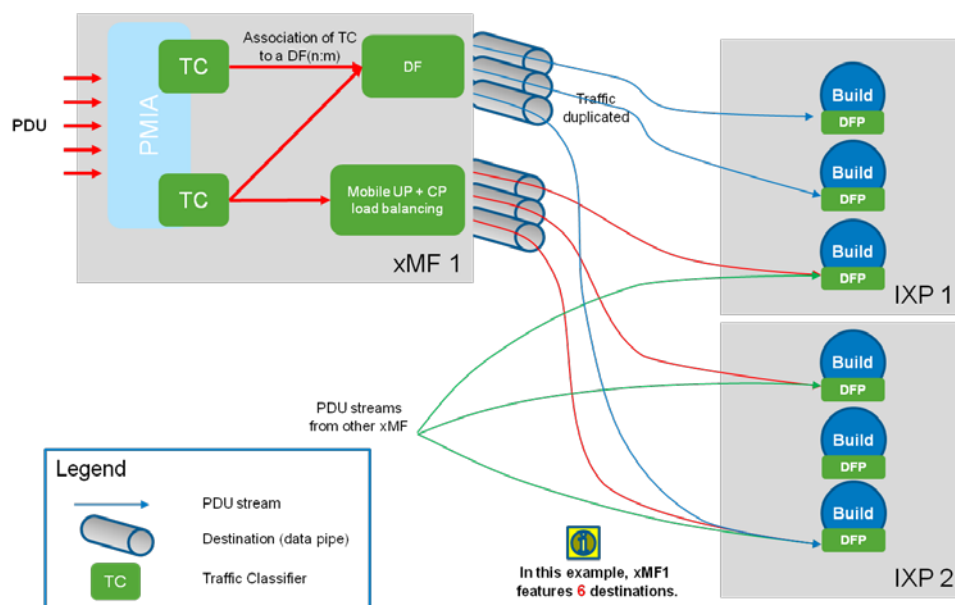 Association of TC
to a DF(n:m)
TC
DF
PDU
PMIA
Traffic
duplicated
TC
Mobile UP + CP
load balancing
xMF 1
Build
DFP
Build
DFP
Build
DFP
IXP 1
PDU streams
from other xMF
Build
DFP
Build
DFP
Build
DFP
IXP 2
Legend
PDU stream
Destination (data pipe)
TC
Traffic Classifier
i
In this example, xMF1
features 6 destinations.